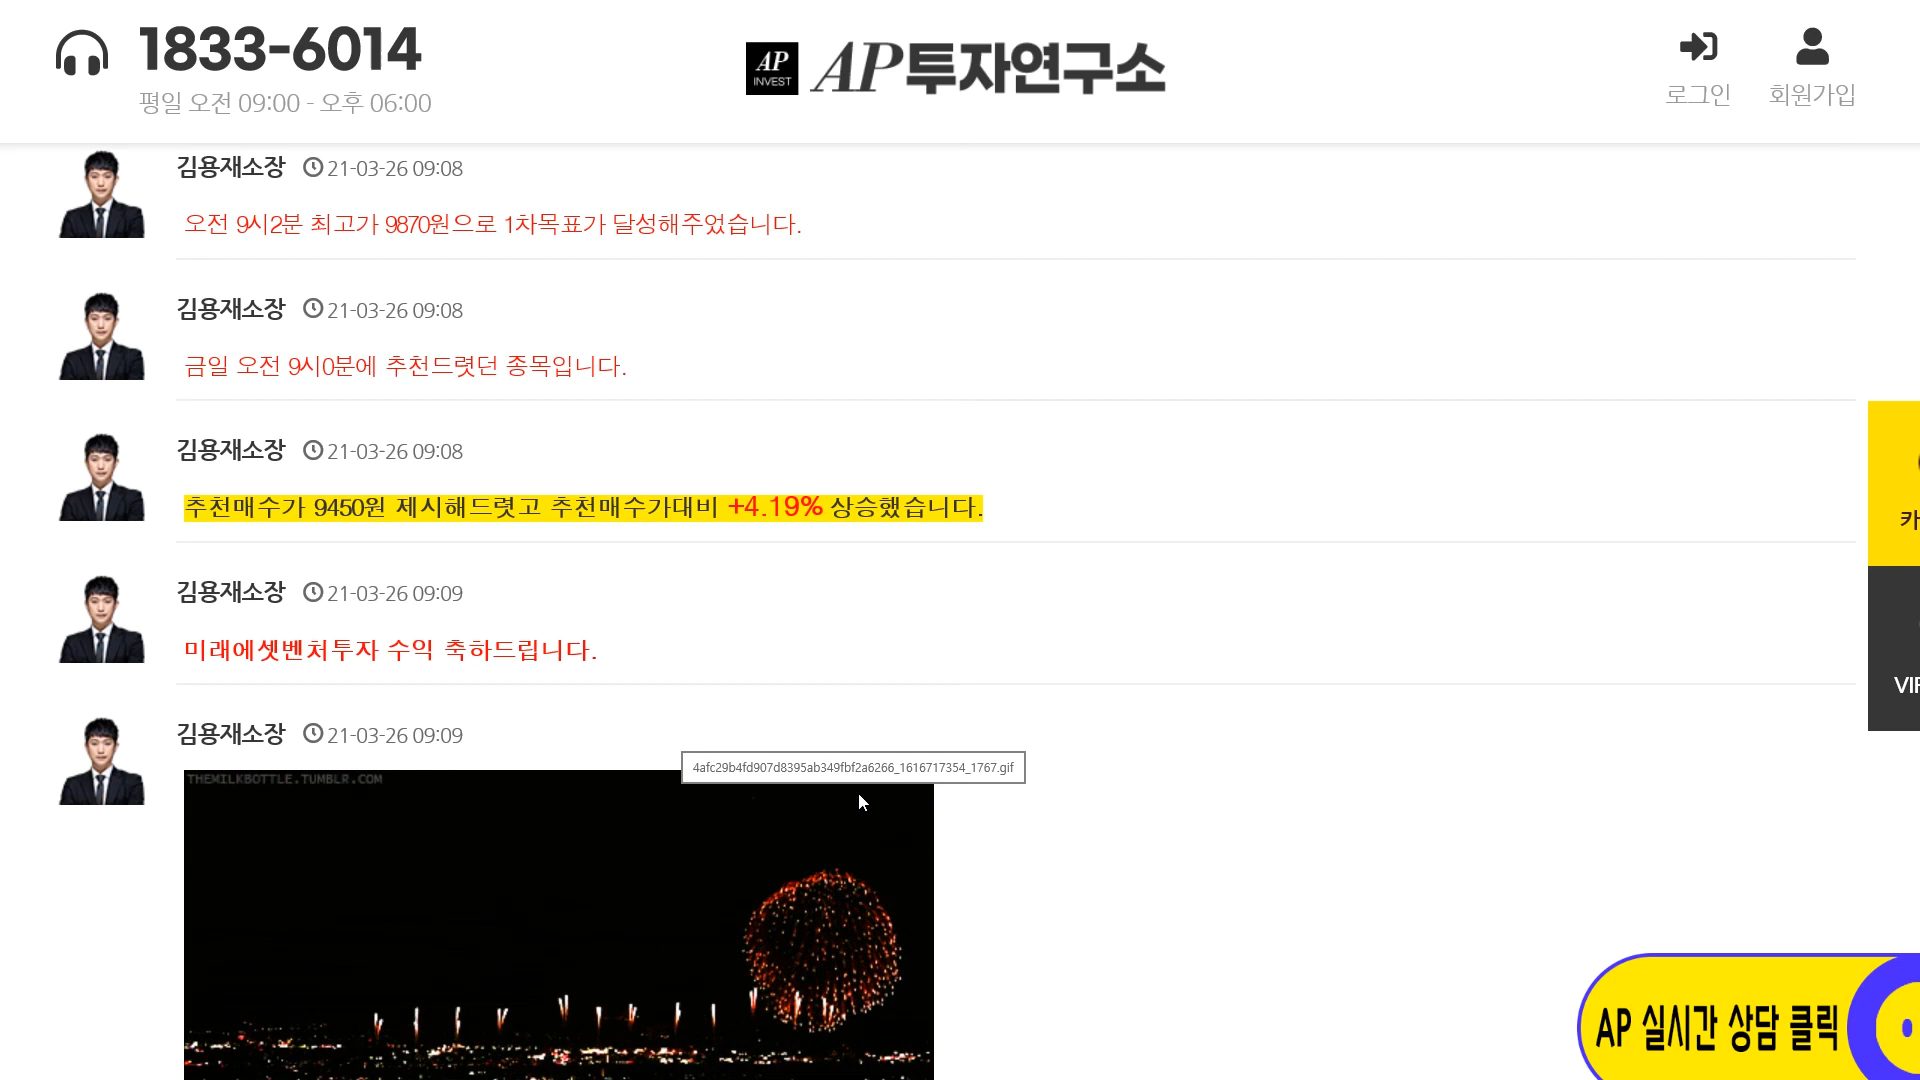 1833-6014
평일 오전 09:00 - 오후 06:00
AP
INVEST
AP투자연구소
로그인
회원가입
김용재소장 21-03-26 09:08
오전 9시2분 최고가 9870원으로 1차목표가 달성해주었습니다.
김용재소장 21-03-26 09:08
금일 오전 9시0분에 추천드렷던 종목입니다.
김용재소장 21-03-26 09:08
추천매수가 9450원 제시해드렷고 추천매수가대비 +4.19% 상승했습니다.
김용재소장 21-03-26 09:09
미래에셋벤처투자 수익 축하드립니다.
김용재소장 21-03-26 09:09
4afc29b4fd907d8395ab349fbf2a6266_1616717354_1767.gif
THEMILKBOTTLE.TUMBLR.COM
카
VI
AP 실시간 상담 클릭